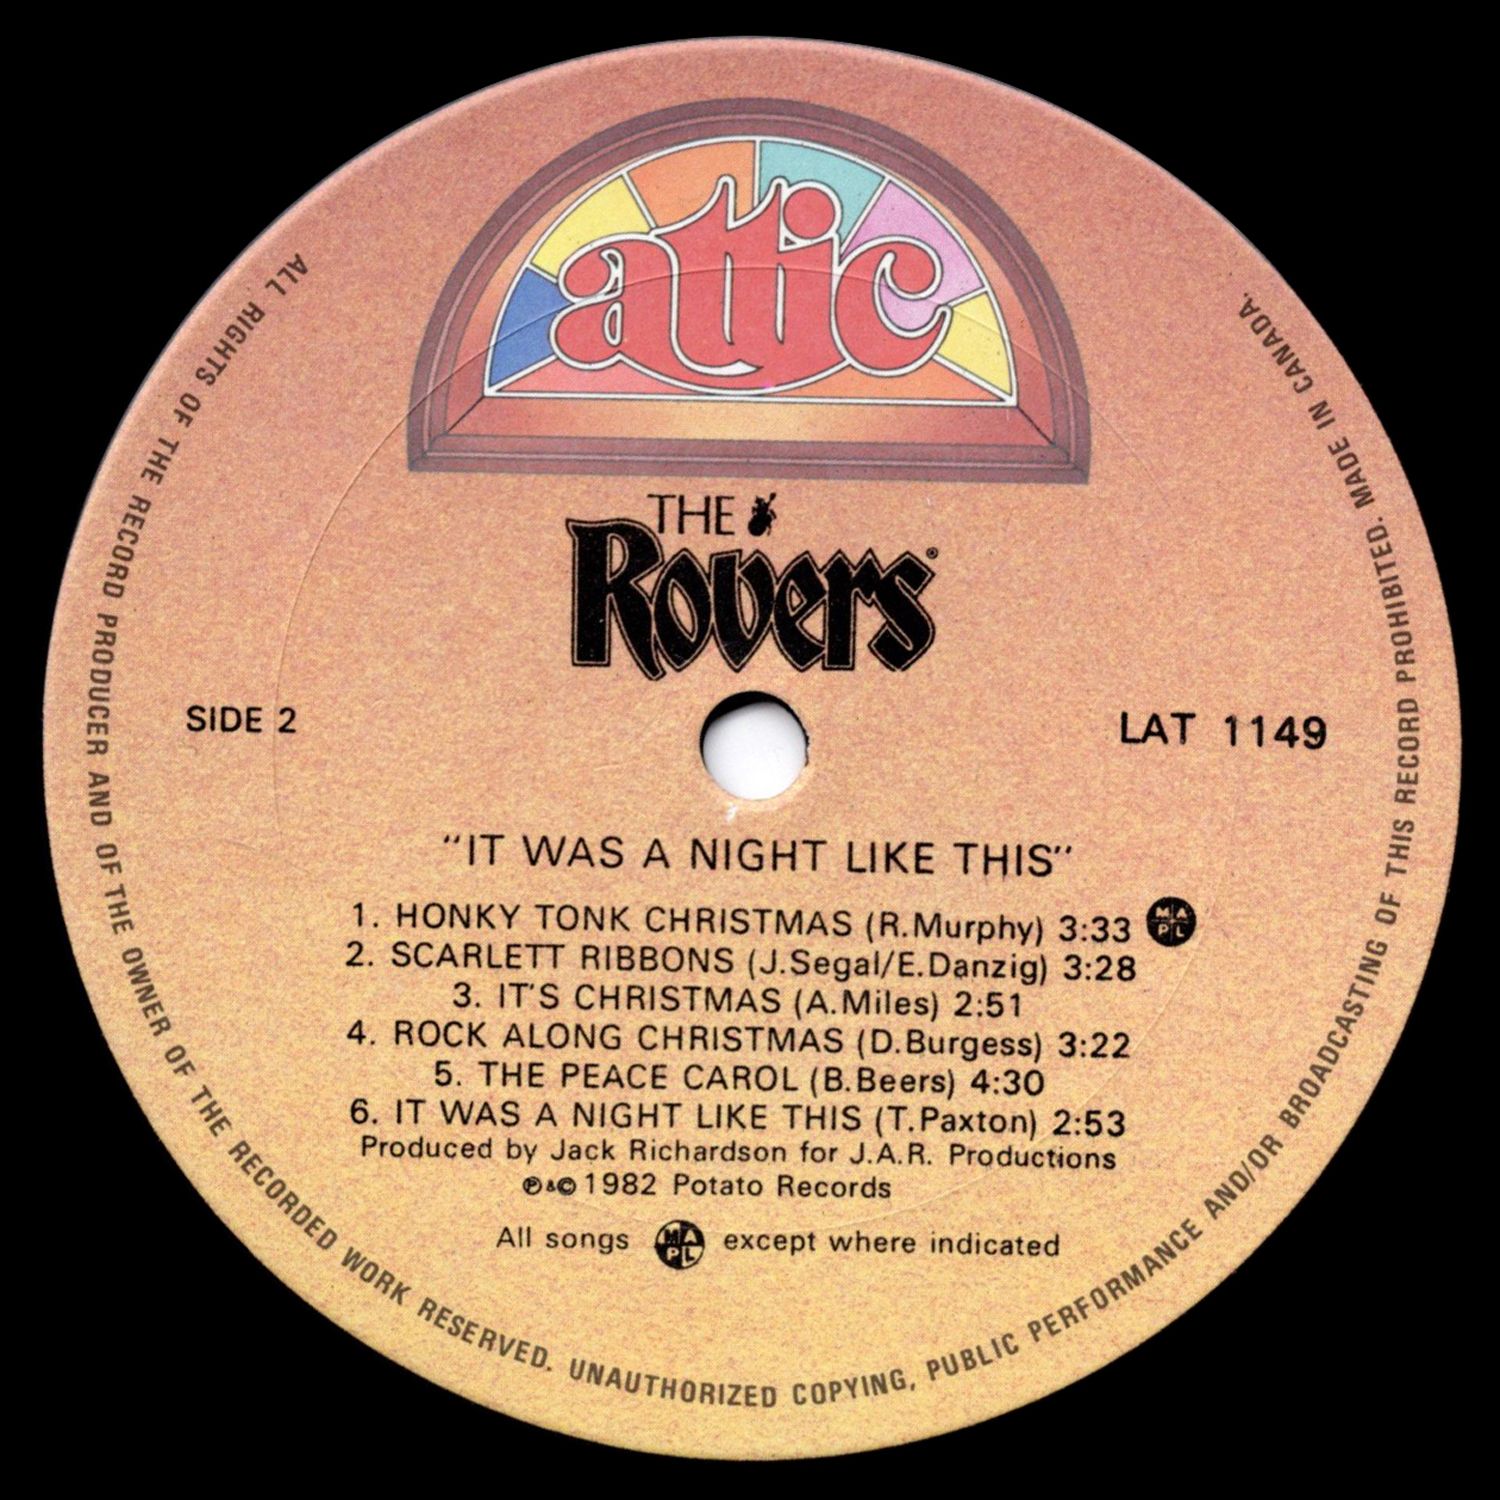 attic
THE
Rovers®
SIDE 2
LAT 1149
"IT WAS A NIGHT LIKE THIS"
1. HONKY TONK CHRISTMAS (R.Murphy) 3:33 MAPL
2. SCARLETT RIBBONS (J.Segal/E.Danzig) 3:28
3. IT'S CHRISTMAS (A.Miles) 2:51
4. ROCK ALONG CHRISTMAS (D.Burgess) 3:22
5. THE PEACE CAROL (B.Beers) 4:30
6. IT WAS A NIGHT LIKE THIS (T.Paxton) 2:53
Produced by Jack Richardson for J.A.R. Productions
℗&© 1982 Potato Records
All songs MAPL except where indicated
ALL RIGHTS OF THE RECORD PRODUCER AND OF THE OWNER OF THE RECORDED WORK RESERVED. UNAUTHORIZED COPYING, PUBLIC PERFORMANCE AND/OR BROADCASTING OF THIS RECORD PROHIBITED. MADE IN CANADA.